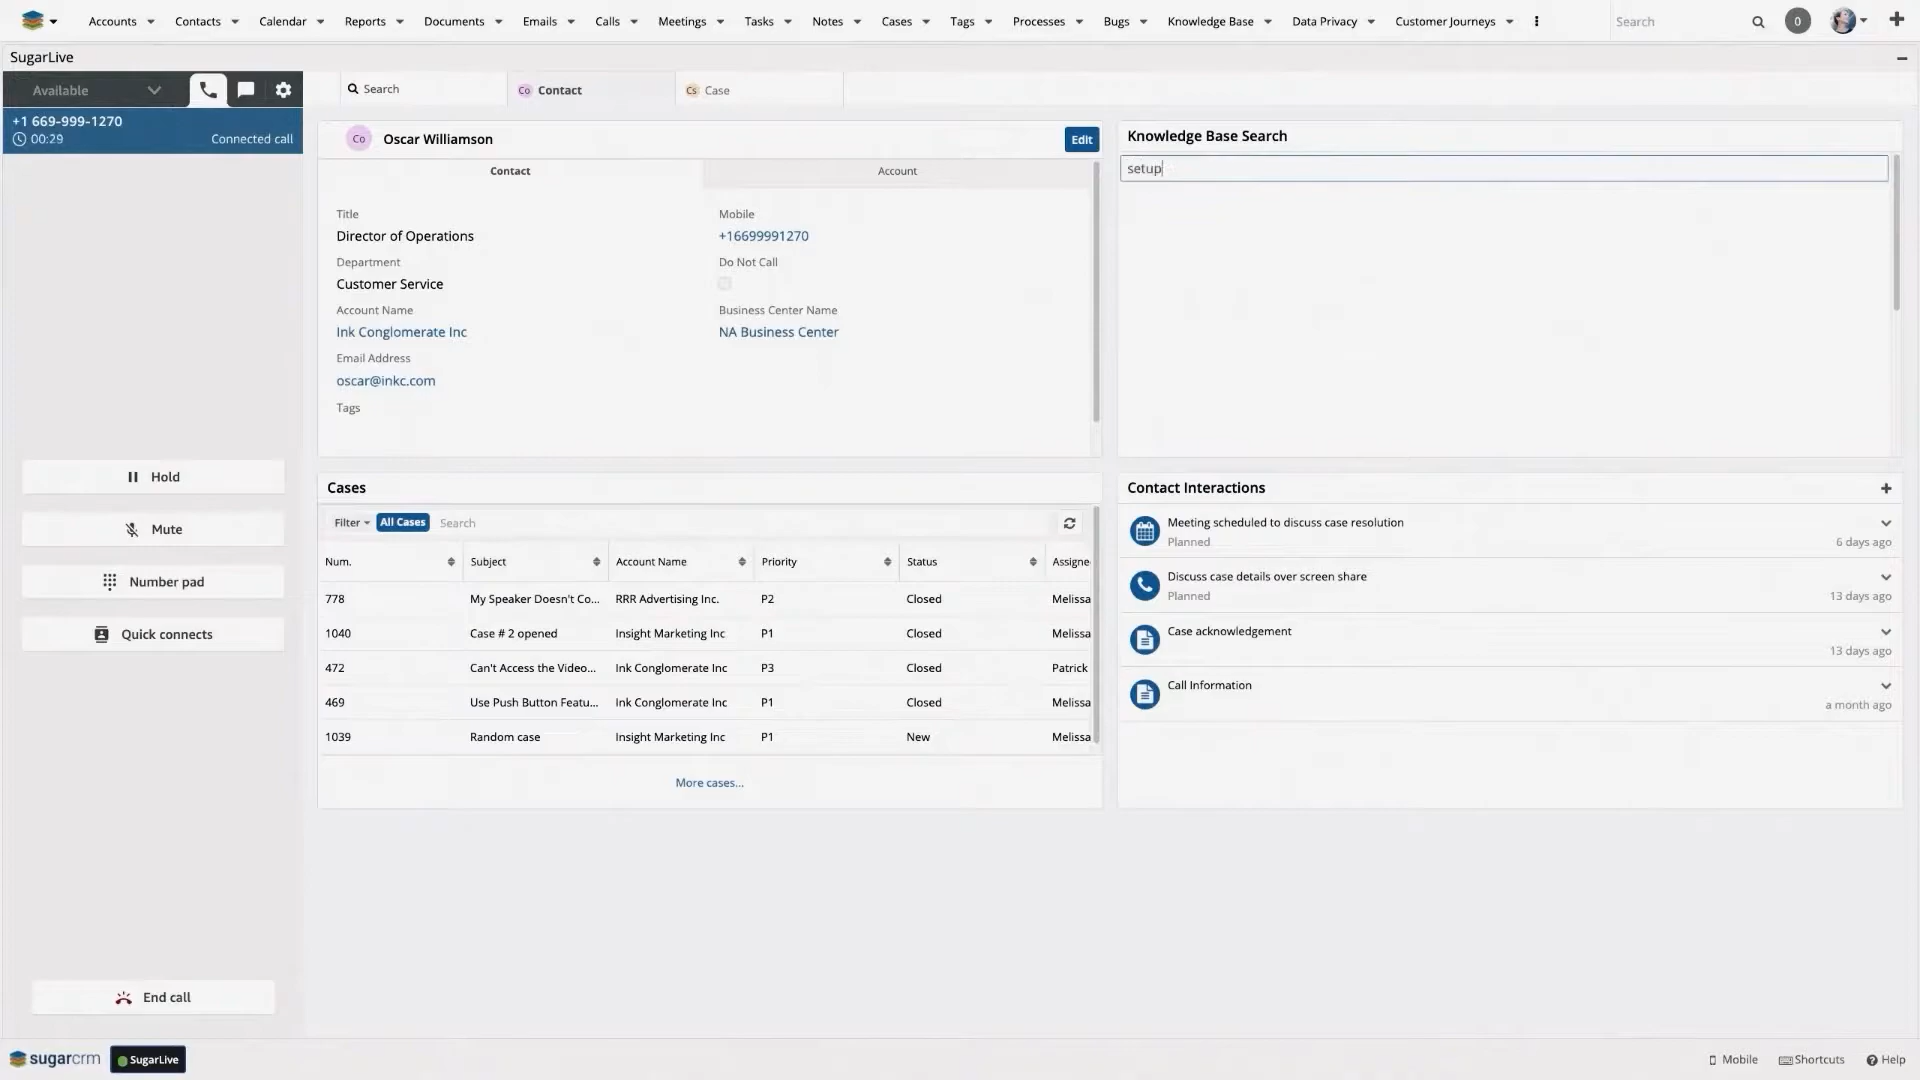 Accounts Contacts Calendar Reports Documents Emails Calls Meetings Tasks Notes Cases Tags Processes Bugs Knowledge Base Data Privacy Customer Journeys Search 0
SugarLive
Available
+1 669-999-1270
00:29 Connected call
Hold
Mute
Number pad
Quick connects
End call
Search Co Contact Cs Case
Co Oscar Williamson Edit
Contact Account
Title
Director of Operations
Department
Customer Service
Account Name
Ink Conglomerate Inc
Email Address
oscar@inkc.com
Tags
Mobile
+16699991270
Do Not Call
Business Center Name
NA Business Center
Knowledge Base Search
setup
Cases
Filter All Cases Search
Num. Subject Account Name Priority Status Assigne
778 My Speaker Doesn't Co... RRR Advertising Inc. P2 Closed Melissa
1040 Case # 2 opened Insight Marketing Inc P1 Closed Melissa
472 Can't Access the Video... Ink Conglomerate Inc P3 Closed Patrick
469 Use Push Button Featu... Ink Conglomerate Inc P1 Closed Melissa
1039 Random case Insight Marketing Inc P1 New Melissa
More cases...
Contact Interactions
Meeting scheduled to discuss case resolution
Planned 6 days ago
Discuss case details over screen share
Planned 13 days ago
Case acknowledgement
13 days ago
Call Information
a month ago
sugarcrm SugarLive Mobile Shortcuts Help